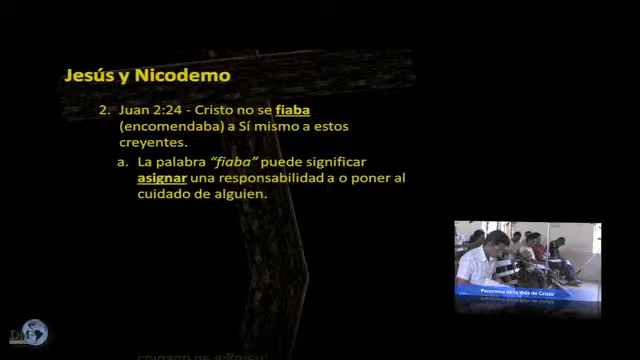 Jesús y Nicodemo
2. Juan 2:24 - Cristo no se fiaba
(encomendaba) a Sí mismo a estos
creyentes.
a. La palabra "fiaba" puede significar
asignar una responsabilidad a o poner al
cuidado de alguien.
Panorama de la Vida de Cristo
DM